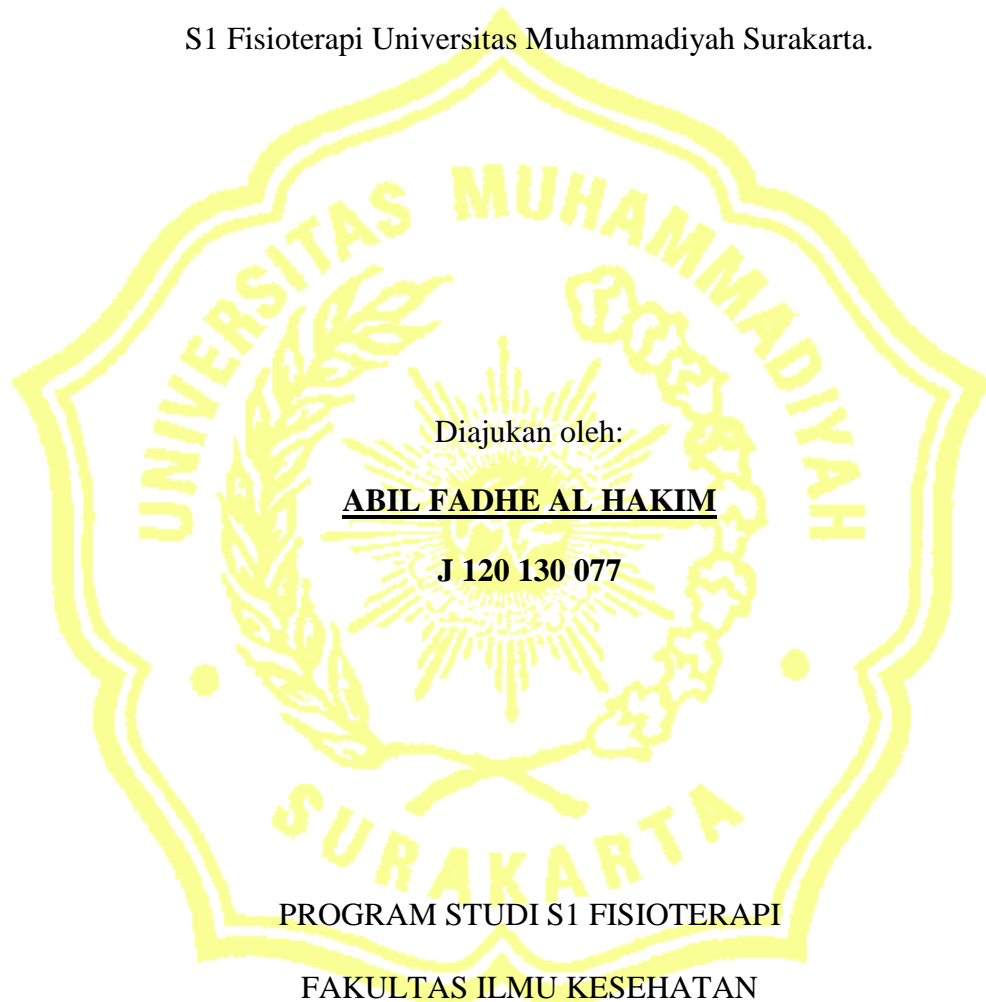 S1 Fisioterapi Universitas Muhammadiyah Surakarta.
UNIVERSITAS MUHAMMADIYAH
Diajukan oleh:
ABIL FADHE AL HAKIM
J 120 130 077
SURAKARTA
PROGRAM STUDI S1 FISIOTERAPI
FAKULTAS ILMU KESEHATAN